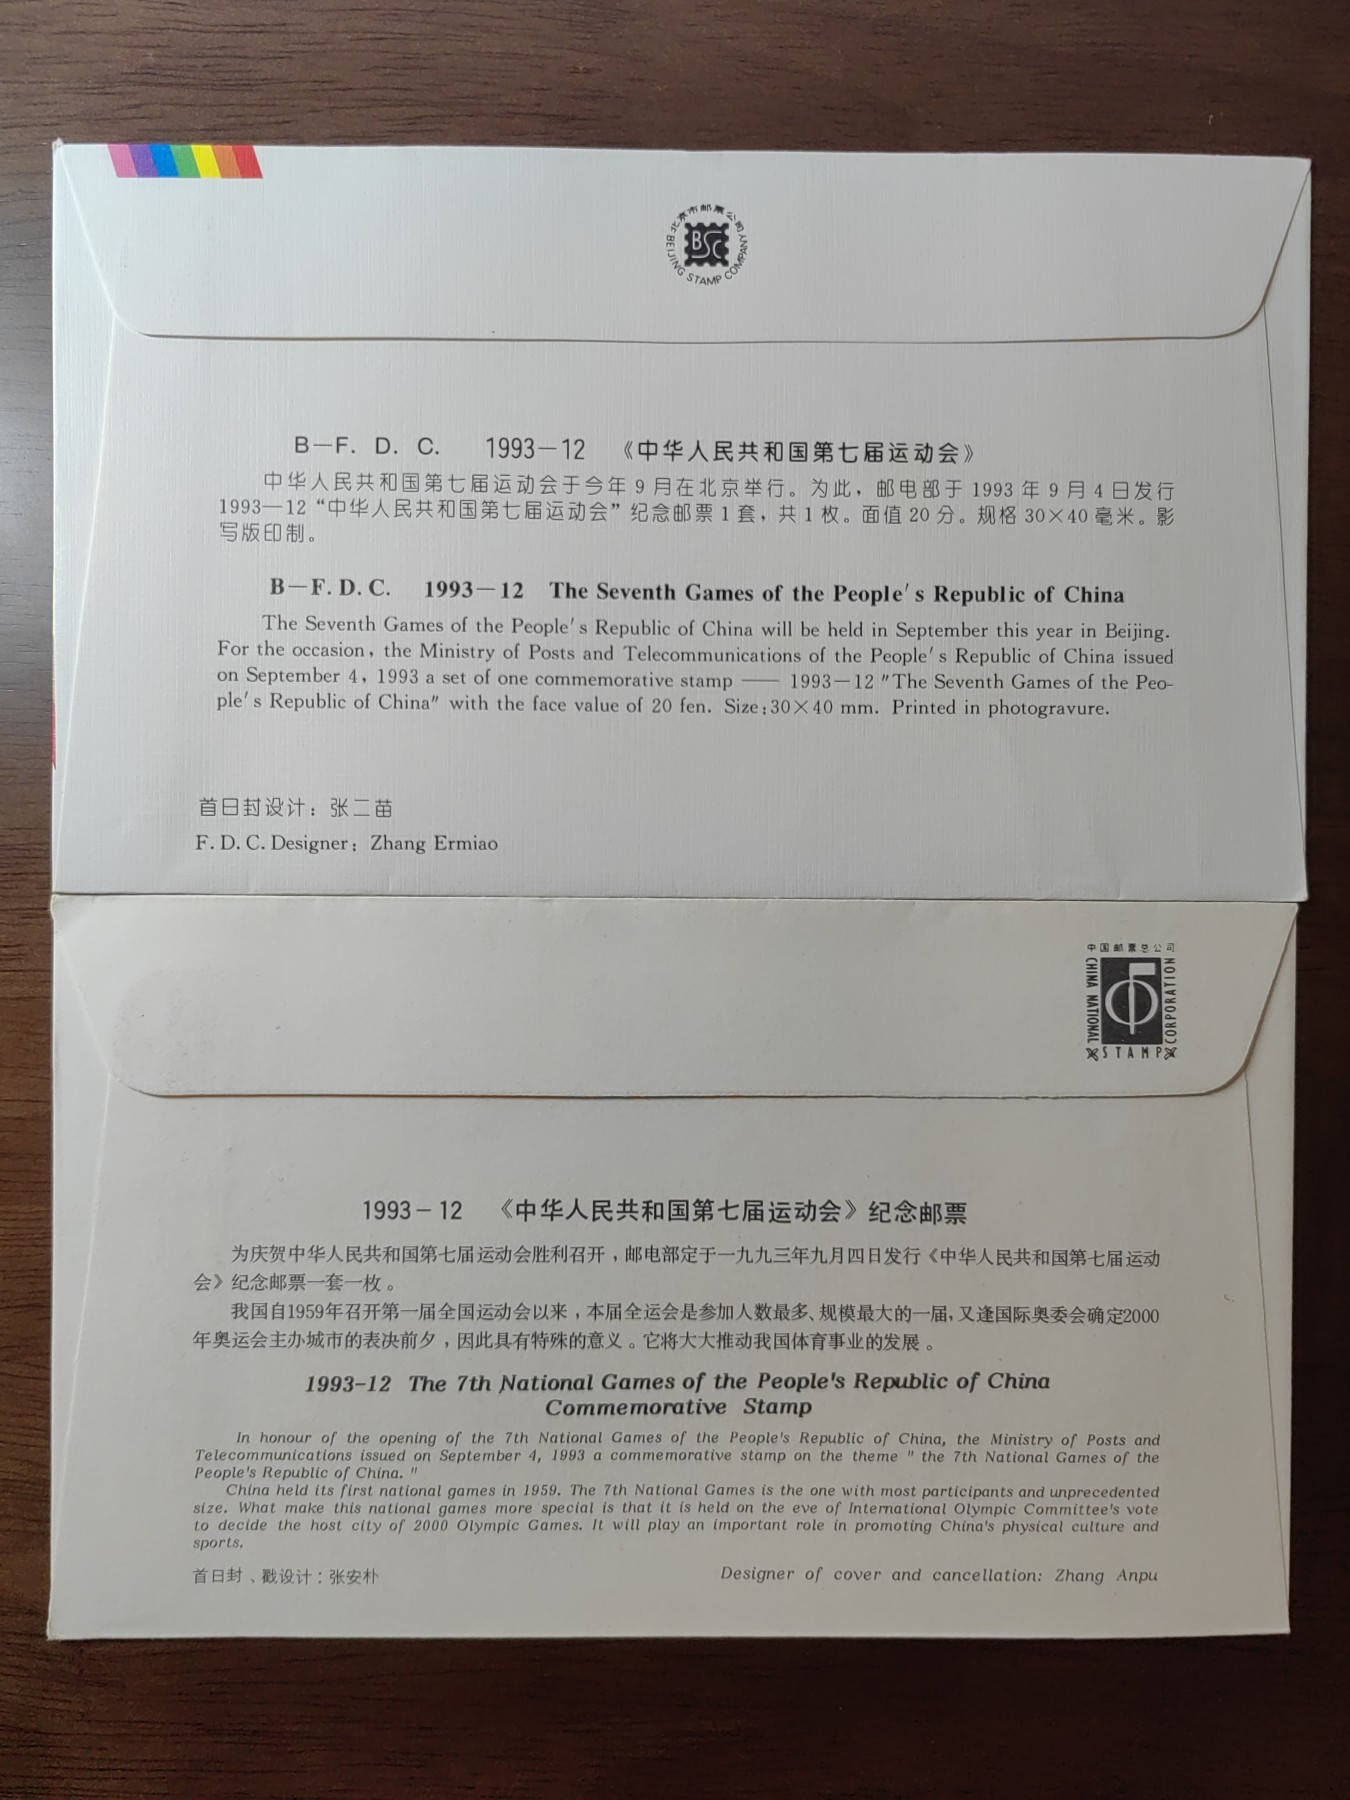 北京市邮票公司
BSC
BEIJING STAMP COMPANY
B—F. D. C. 1993—12 《中华人民共和国第七届运动会》
中华人民共和国第七届运动会于今年 9 月在北京举行。为此，邮电部于 1993 年 9 月 4 日发行
1993—12“中华人民共和国第七届运动会”纪念邮票 1 套，共 1 枚。面值 20 分。规格 30×40 毫米。影
写版印制。
B—F. D. C. 1993—12 The Seventh Games of the People's Republic of China
The Seventh Games of the People's Republic of China will be held in September this year in Beijing.
For the occasion, the Ministry of Posts and Telecommunications of the People's Republic of China issued
on September 4, 1993 a set of one commemorative stamp —— 1993—12 "The Seventh Games of the Peo-
ple's Republic of China" with the face value of 20 fen. Size:30×40 mm. Printed in photogravure.
首日封设计：张二苗
F. D. C. Designer: Zhang Ermiao
中国邮票总公司
CHINA NATIONAL
STAMP
CORPORATION
1993－12 《中华人民共和国第七届运动会》纪念邮票
为庆贺中华人民共和国第七届运动会胜利召开，邮电部定于一九九三年九月四日发行《中华人民共和国第七届运动
会》纪念邮票一套一枚。
我国自1959年召开第一届全国运动会以来，本届全运会是参加人数最多、规模最大的一届，又逢国际奥委会确定2000
年奥运会主办城市的表决前夕，因此具有特殊的意义。它将大大推动我国体育事业的发展。
1993-12 The 7th National Games of the People's Republic of China
Commemorative Stamp
In honour of the opening of the 7th National Games of the People's Republic of China, the Ministry of Posts and
Telecommunications issued on September 4, 1993 a commemorative stamp on the theme " the 7th National Games of the
People's Republic of China. "
China held its first national games in 1959. The 7th National Games is the one with most participants and unprecedented
size. What make this national games more special is that it is held on the eve of International Olympic Committee's vote
to decide the host city of 2000 Olympic Games. It will play an important role in promoting China's physical culture and
sports.
首日封、戳设计：张安朴
Designer of cover and cancellation: Zhang Anpu